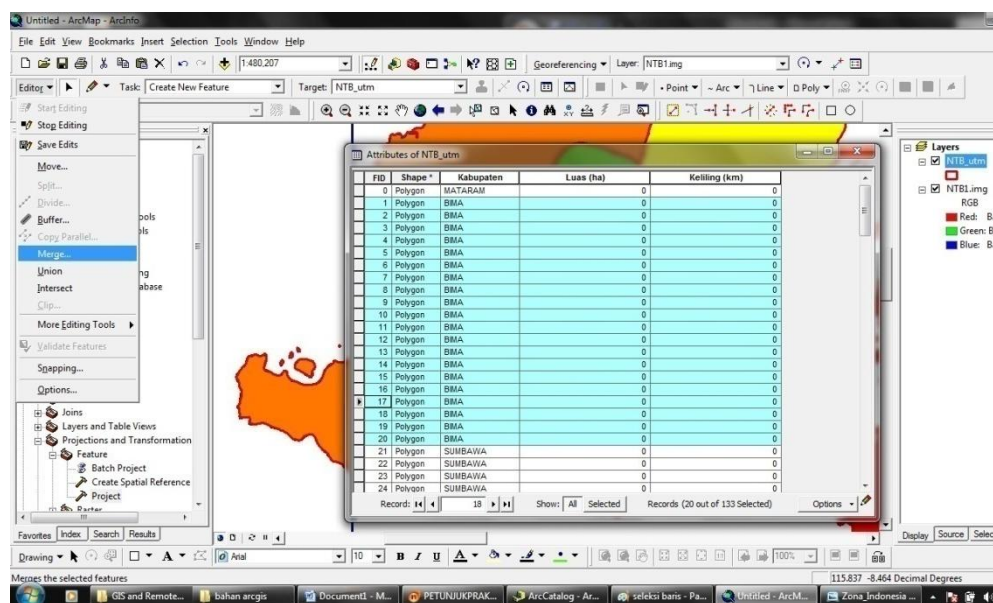 Untitled - ArcMap - ArcInfo
File Edit View Bookmarks Insert Selection Tools Window Help
1:480,207 Georeferencing Layer: NTB1.img
Editor Task: Create New Feature Target: NTB_utm Point Arc Line Poly
Start Editing
Stop Editing
Save Edits
Move...
Split...
Divide...
Buffer...
Copy Parallel...
Merge...
Union
Intersect
Clip...
More Editing Tools
Validate Features
Snapping...
Options...
Joins
Layers and Table Views
Projections and Transformation
Feature
Batch Project
Create Spatial Reference
Project
Raster
Favorites Index Search Results
Attributes of NTB_utm
FID Shape * Kabupaten Luas (ha) Keliling (km)
0 Polygon MATARAM 0 0
1 Polygon BIMA 0 0
2 Polygon BIMA 0 0
3 Polygon BIMA 0 0
4 Polygon BIMA 0 0
5 Polygon BIMA 0 0
6 Polygon BIMA 0 0
7 Polygon BIMA 0 0
8 Polygon BIMA 0 0
9 Polygon BIMA 0 0
10 Polygon BIMA 0 0
11 Polygon BIMA 0 0
12 Polygon BIMA 0 0
13 Polygon BIMA 0 0
14 Polygon BIMA 0 0
15 Polygon BIMA 0 0
16 Polygon BIMA 0 0
17 Polygon BIMA 0 0
18 Polygon BIMA 0 0
19 Polygon BIMA 0 0
20 Polygon BIMA 0 0
21 Polygon SUMBAWA 0 0
22 Polygon SUMBAWA 0 0
23 Polygon SUMBAWA 0 0
24 Polygon SUMBAWA 0 0
Record: 18 Show: All Selected Records (20 out of 133 Selected) Options
Layers
NTB_utm
NTB1.img
RGB
Red: B
Green: B
Blue: B
Display Source Selec
Drawing A Arial 10 B I U A 100%
Merges the selected features 115.837 -8.464 Decimal Degrees
GIS and Remote... bahan arcgis Document1 - M... PETUNJUKPRAK... ArcCatalog - Ar... seleksi baris - Pa... Untitled - ArcM... Zona_Indonesia ...